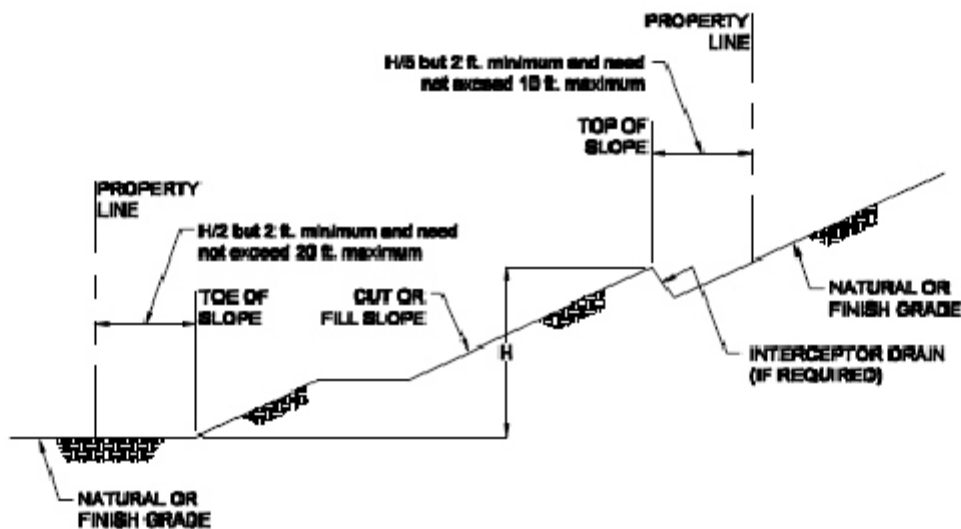 PROPERTY
LINE
H/5 but 2 ft. minimum and need
not exceed 10 ft. maximum
TOP OF
SLOPE
PROPERTY
LINE
H/2 but 2 ft. minimum and need
not exceed 20 ft. maximum
TOE OF
SLOPE
CUT OR
FILL SLOPE
H
NATURAL OR
FINISH GRADE
INTERCEPTOR DRAIN
(IF REQUIRED)
NATURAL OR
FINISH GRADE